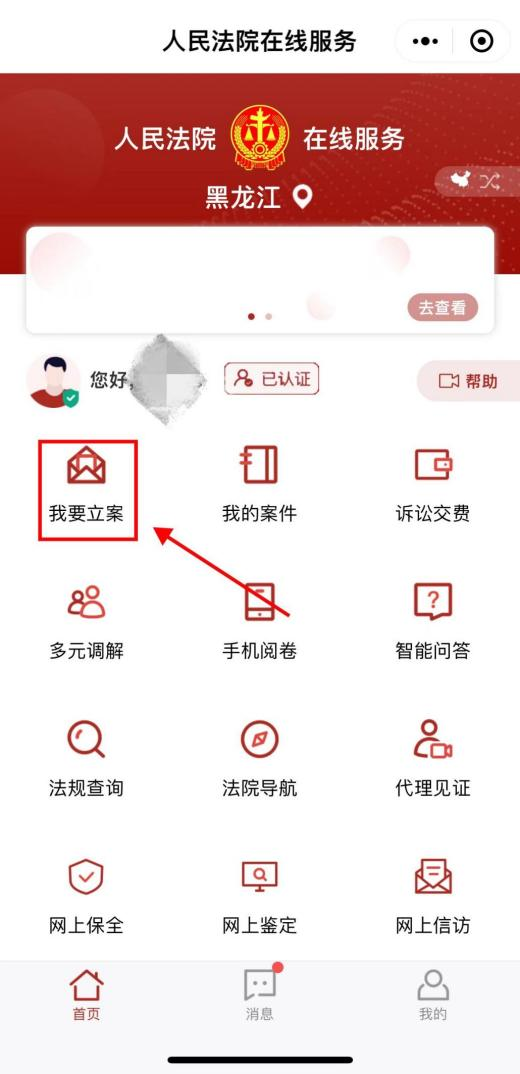 人民法院在线服务
人民法院 在线服务
黑龙江
去查看
您好, 已认证 帮助
我要立案 我的案件 诉讼交费
多元调解 手机阅卷 智能问答
法规查询 法院导航 代理见证
网上保全 网上鉴定 网上信访
首页 消息 我的